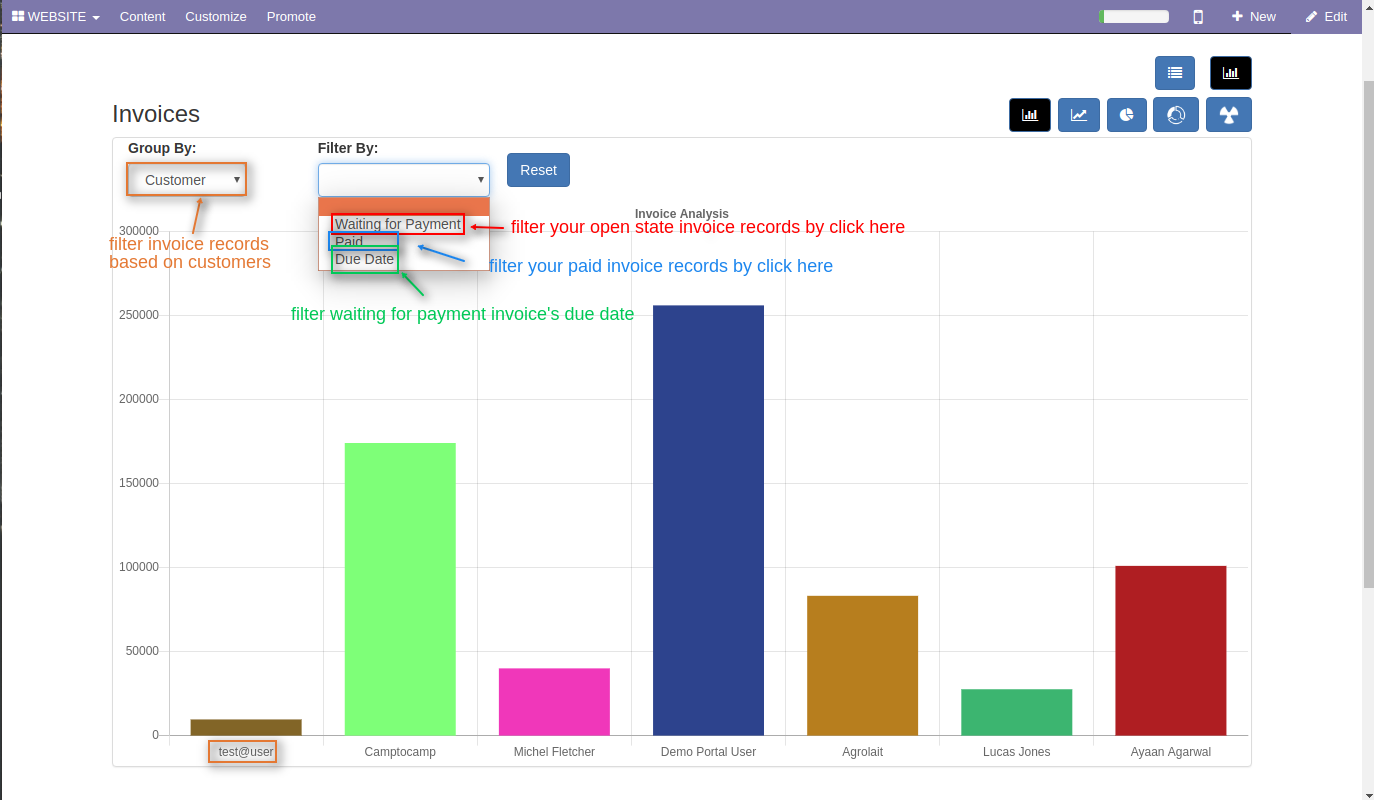 WEBSITE Content Customize Promote New Edit
Invoices
Group By: Filter By:
Customer Reset
Invoice Analysis
Waiting for Payment filter your open state invoice records by click here
Paid
Due Date
filter invoice records
based on customers
filter your paid invoice records by click here
filter waiting for payment invoice's due date
300000
250000
200000
150000
100000
50000
0
test@user Camptocamp Michel Fletcher Demo Portal User Agrolait Lucas Jones Ayaan Agarwal